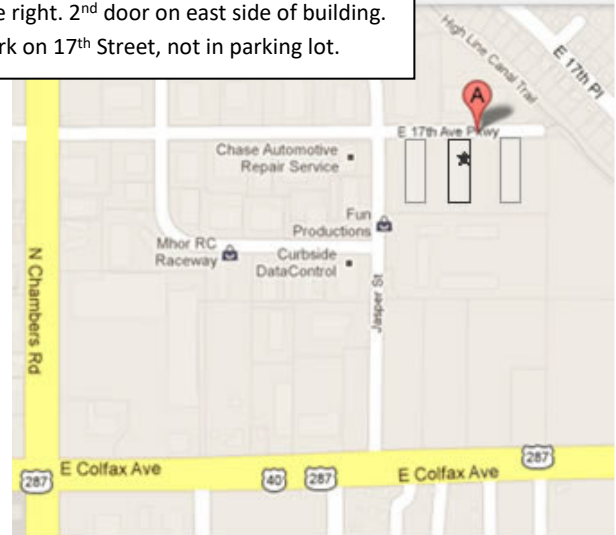 e right. 2nd door on east side of building.
rk on 17th Street, not in parking lot.
High Line Canal Trail
E 17th Pl
A
E 17th Ave Pkwy
Chase Automotive
Repair Service
Fun
Productions
Mhor RC
Raceway
Curbside
DataControl
N Chambers Rd
Jasper St
287
E Colfax Ave
40
287
E Colfax Ave
287